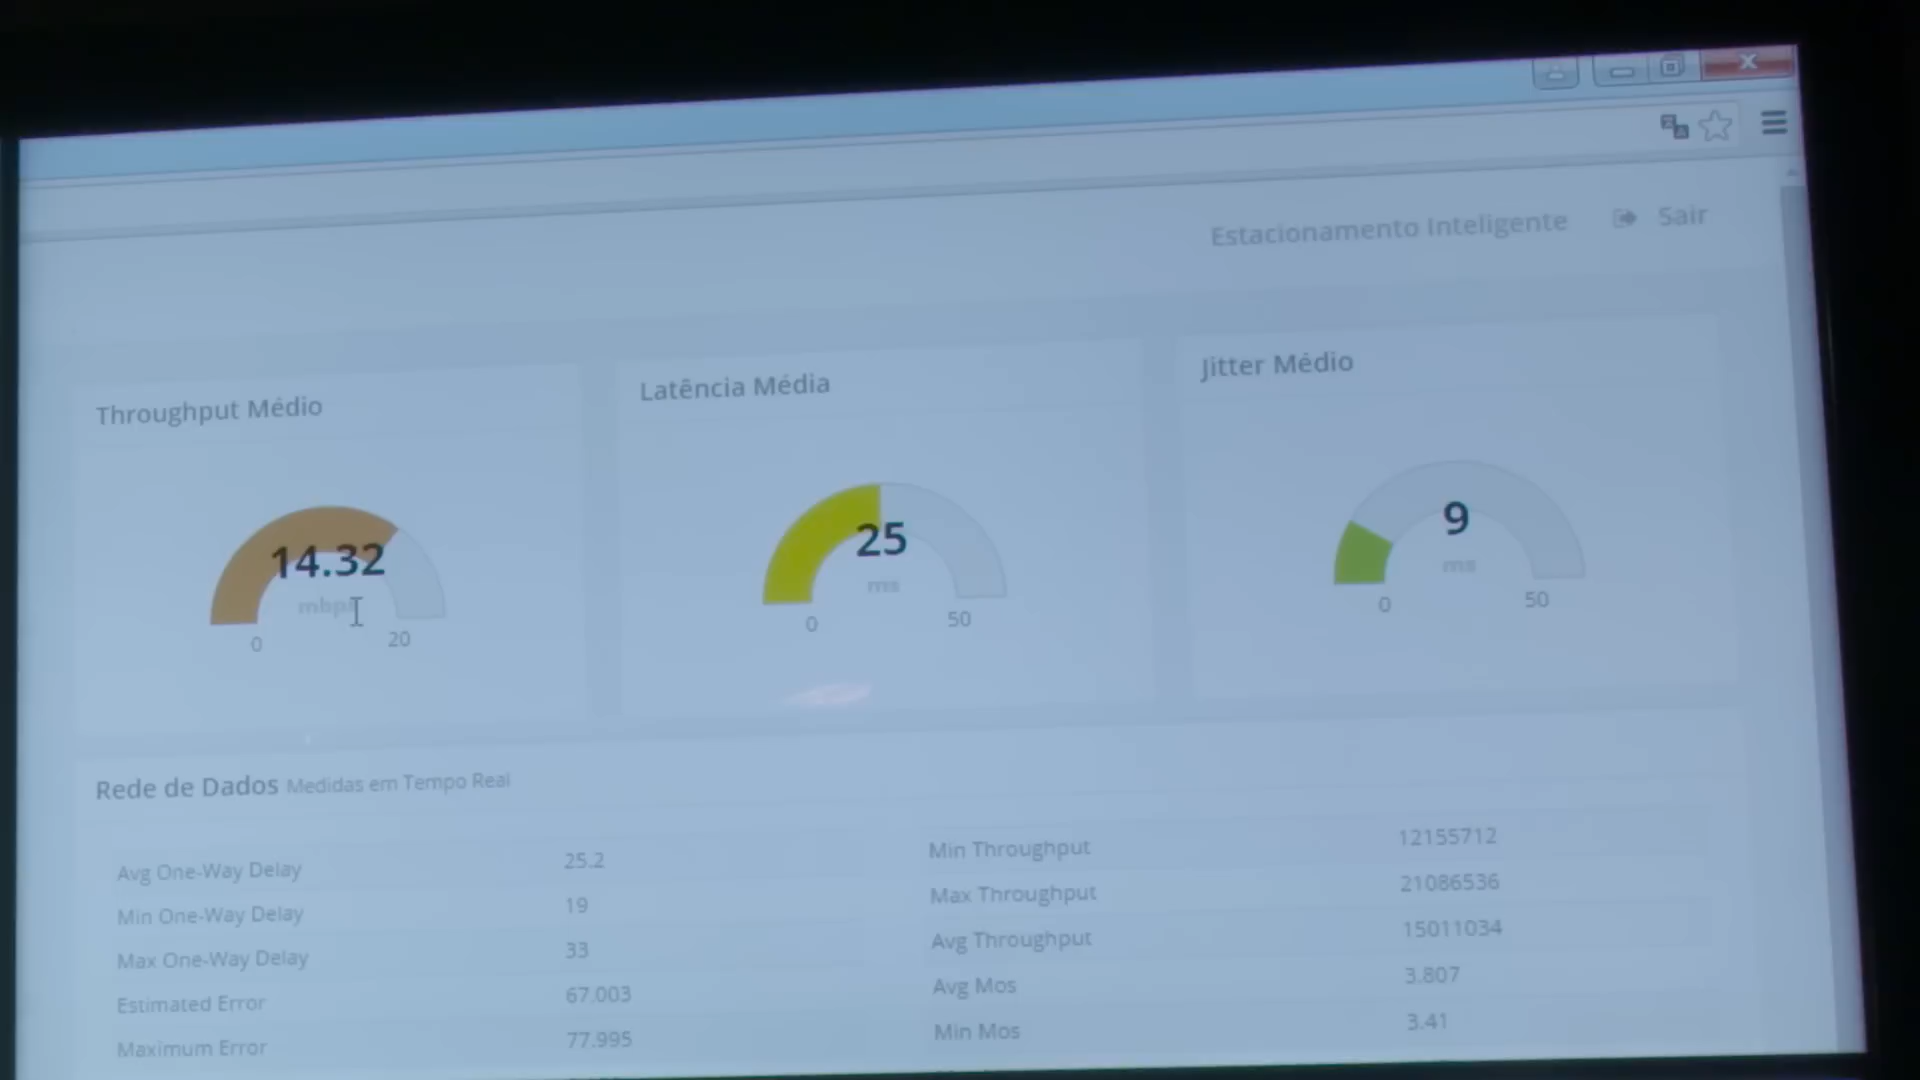 Estacionamento Inteligente Sair
Throughput Médio
14.32
mbps
0 20
Latência Média
25
ms
0 50
Jitter Médio
9
ms
0 50
Rede de Dados Medidas em Tempo Real
Avg One-Way Delay 25.2
Min One-Way Delay 19
Max One-Way Delay 33
Estimated Error 67.003
Maximum Error 77.995
Min Throughput 12155712
Max Throughput 21086536
Avg Throughput 15011034
Avg Mos 3.807
Min Mos 3.41